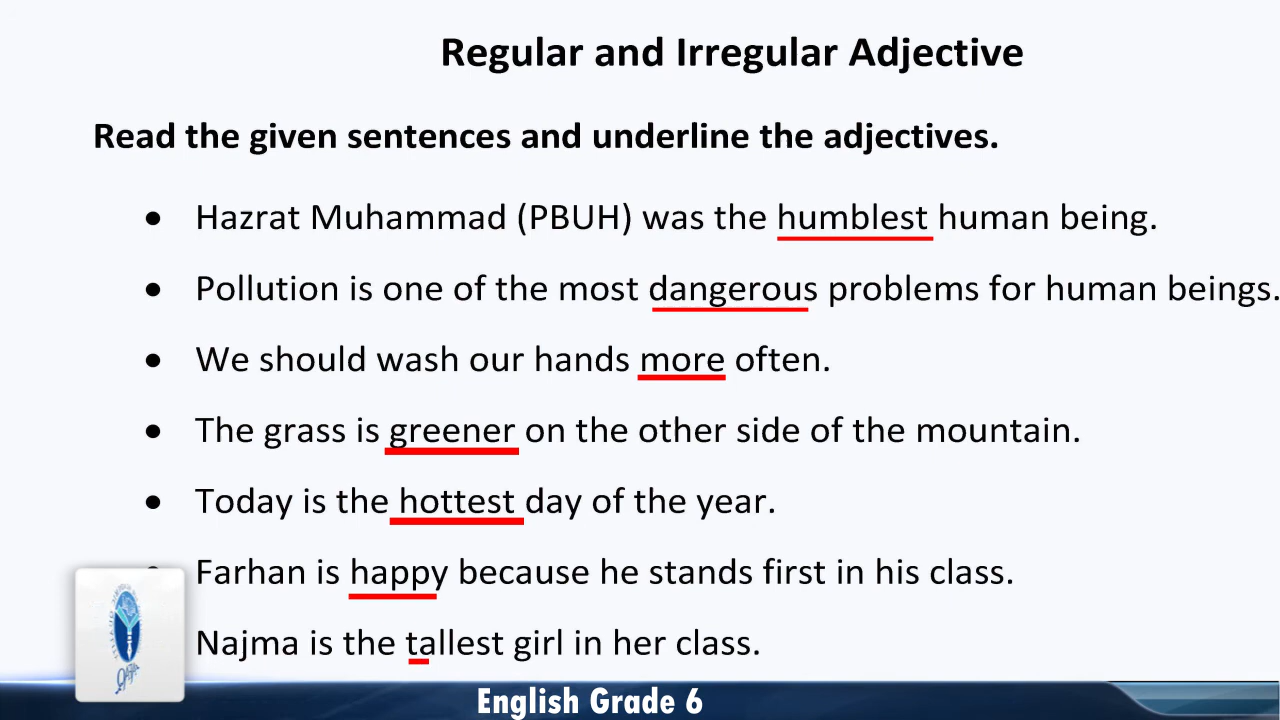 Regular and Irregular Adjective
Read the given sentences and underline the adjectives.
• Hazrat Muhammad (PBUH) was the humblest human being.
• Pollution is one of the most dangerous problems for human beings.
• We should wash our hands more often.
• The grass is greener on the other side of the mountain.
• Today is the hottest day of the year.
• Farhan is happy because he stands first in his class.
Najma is the tallest girl in her class.
English Grade 6